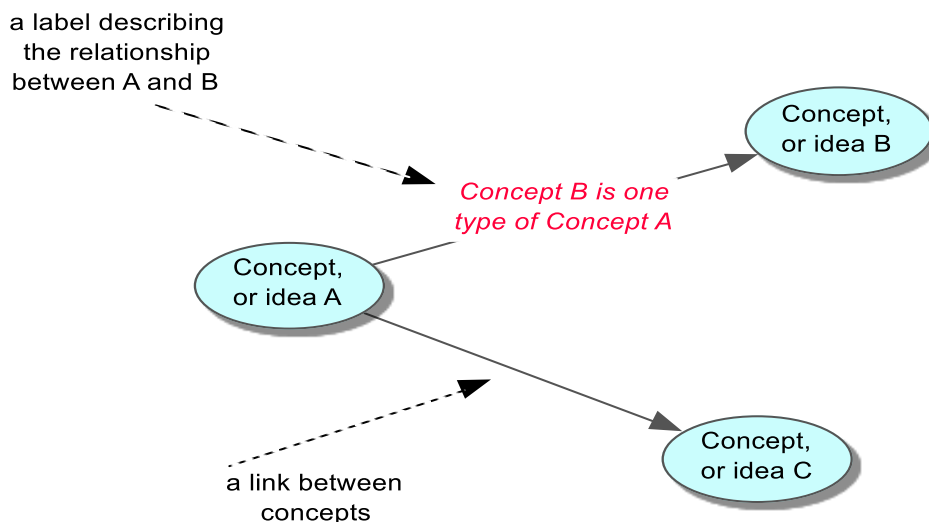 a label describing
the relationship
between A and B
Concept,
or idea B
Concept B is one
type of Concept A
Concept,
or idea A
Concept,
or idea C
a link between
concepts